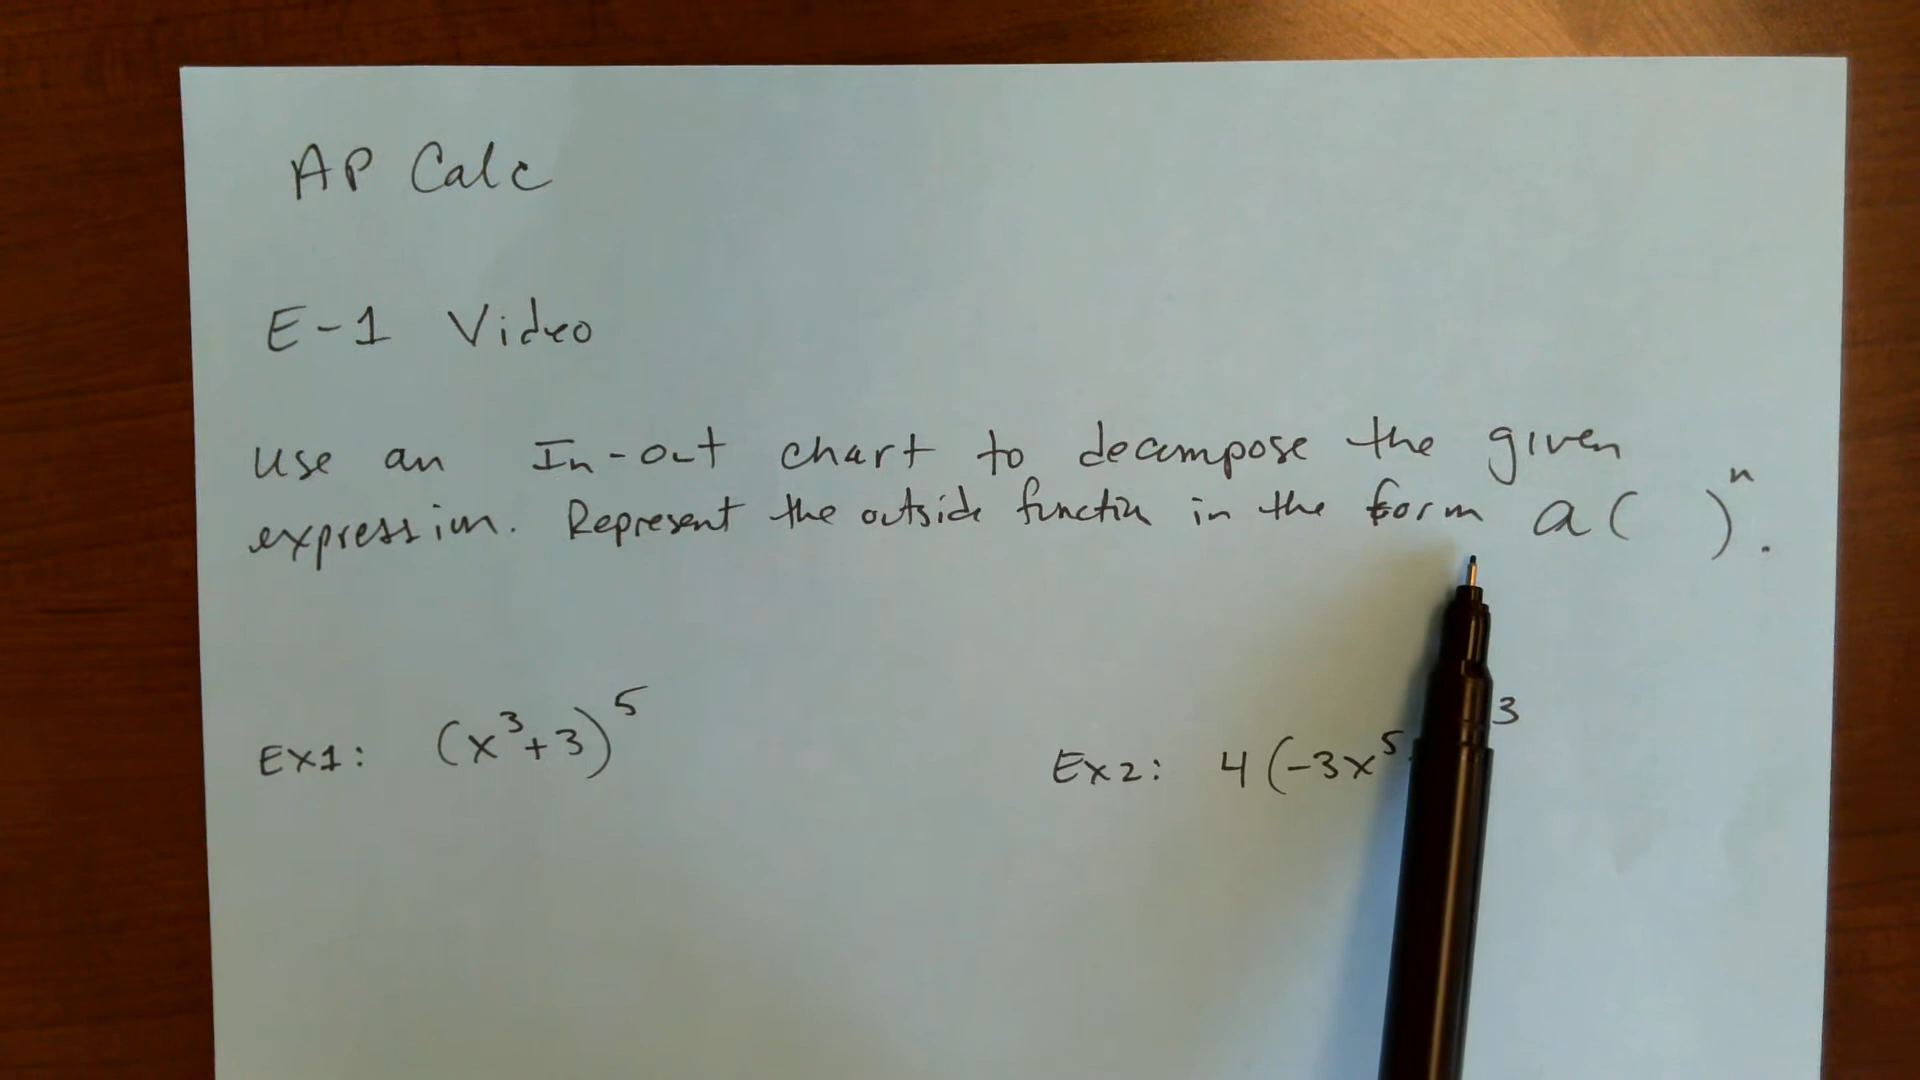 AP Calc
E-1 Video
Use an In-out chart to decompose the given
expression. Represent the outside function in the form a( )ⁿ.
Ex1: (x³+3)⁵
Ex2: 4(-3x⁵ ³